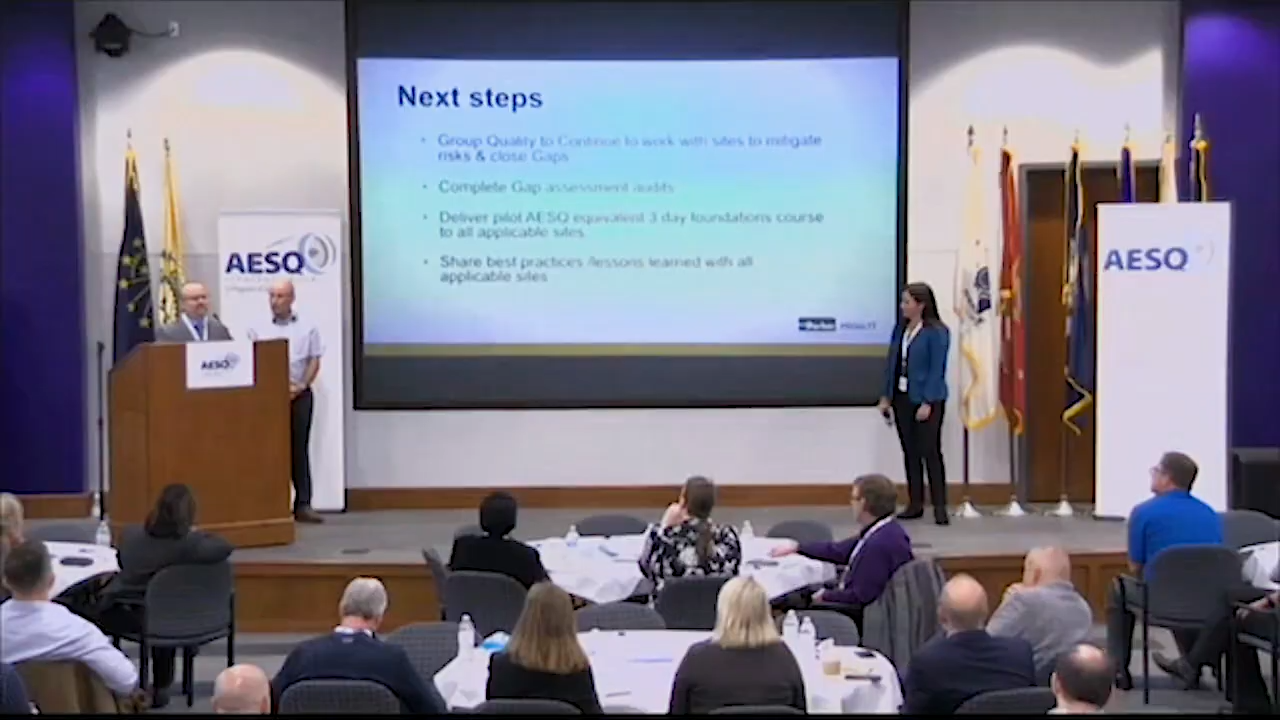 Next steps
Group Quality to Continue to work with sites to mitigate
risks & close Gaps
Complete Gap assessment audits
Deliver pilot AESQ equivalent 3 day foundations course
to all applicable sites.
Share best practices /lessons learned with all
applicable sites
Parker
AESQ
AESQ
AESQ